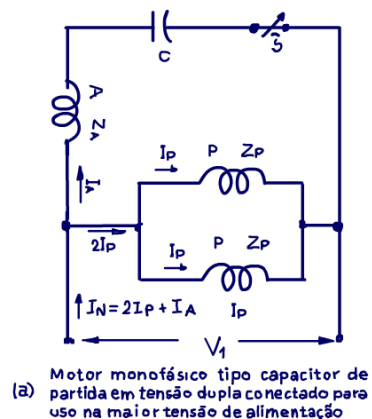 C
S
A
ZA
IA
IP P ZP
2IP
IP P ZP
IP
IN = 2IP + IA
V1
(a) Motor monofásico tipo capacitor de
partida em tensão dupla conectado para
uso na maior tensão de alimentação